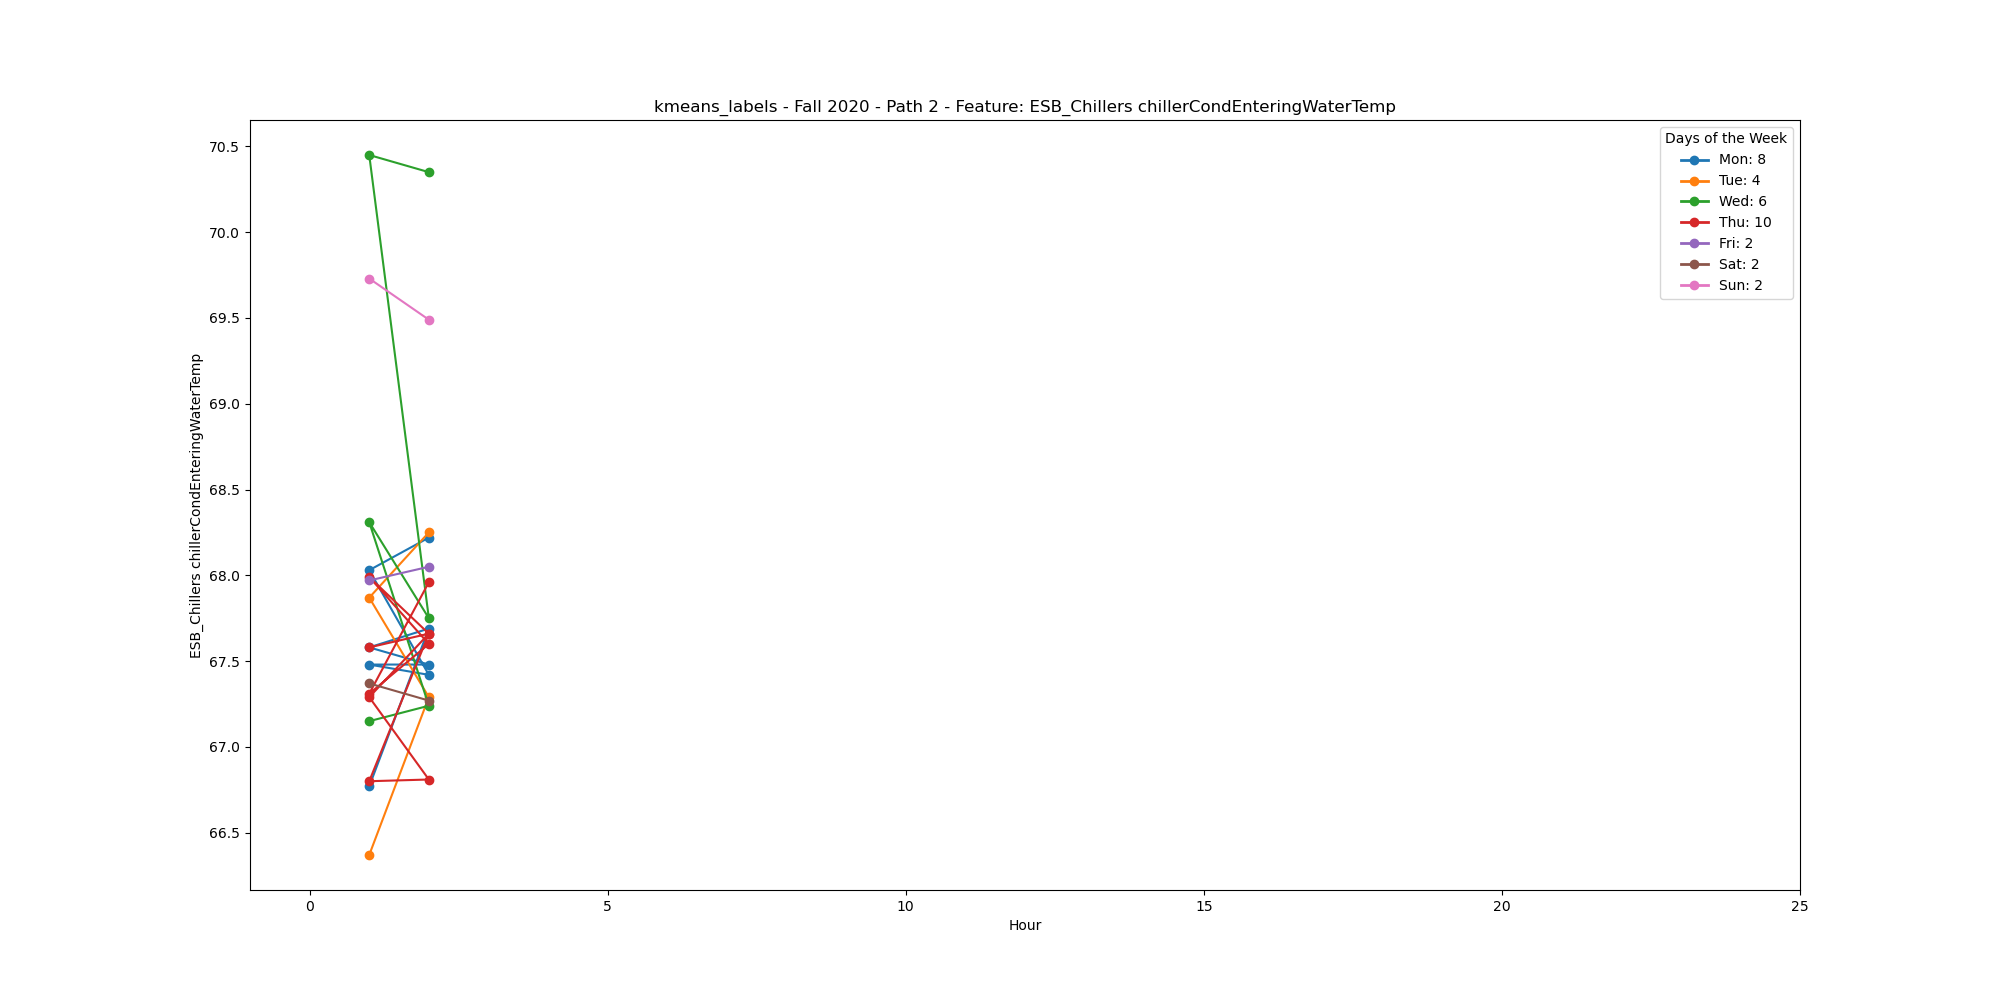 kmeans_labels - Fall 2020 - Path 2 - Feature: ESB_Chillers chillerCondEnteringWaterTemp
Days of the Week
Mon: 8
Tue: 4
Wed: 6
Thu: 10
Fri: 2
Sat: 2
Sun: 2
ESB_Chillers chillerCondEnteringWaterTemp
70.5
70.0
69.5
69.0
68.5
68.0
67.5
67.0
66.5
0 5 10 15 20 25
Hour